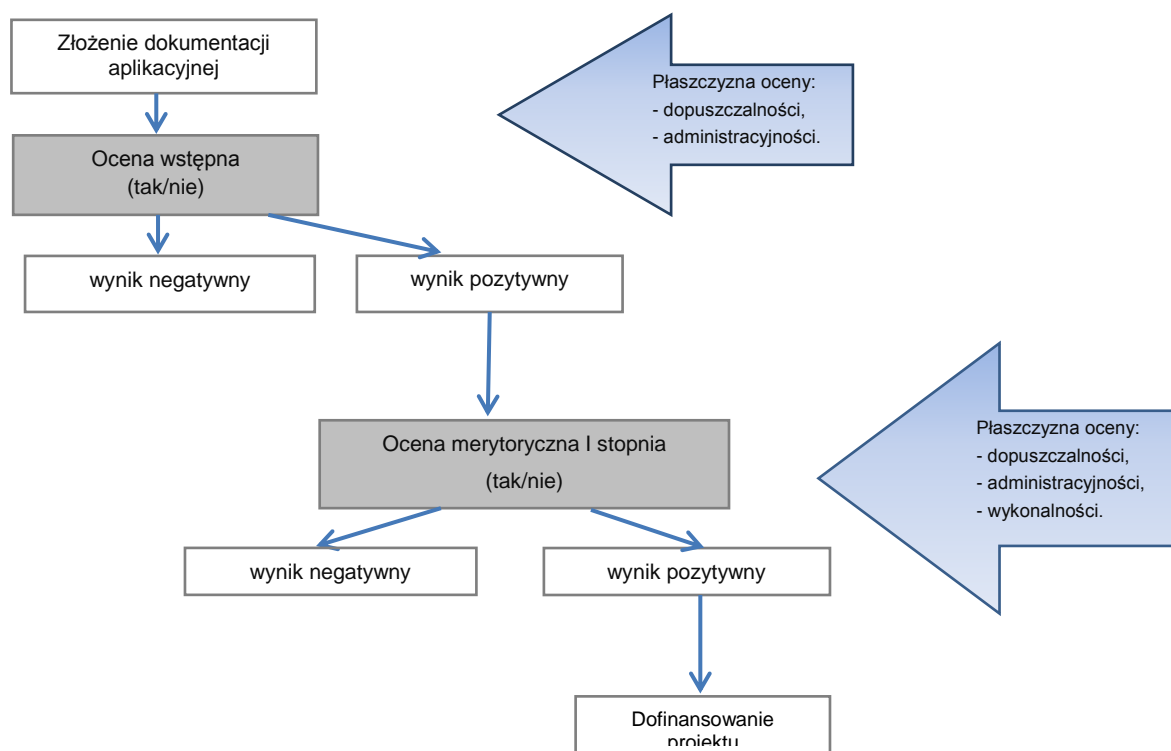 Złożenie dokumentacji
aplikacyjnej
Płaszczyzna oceny:
- dopuszczalności,
- administracyjności.
Ocena wstępna
(tak/nie)
wynik negatywny
wynik pozytywny
Ocena merytoryczna I stopnia
(tak/nie)
Płaszczyzna oceny:
- dopuszczalności,
- administracyjności,
- wykonalności.
wynik negatywny
wynik pozytywny
Dofinansowanie
projektu